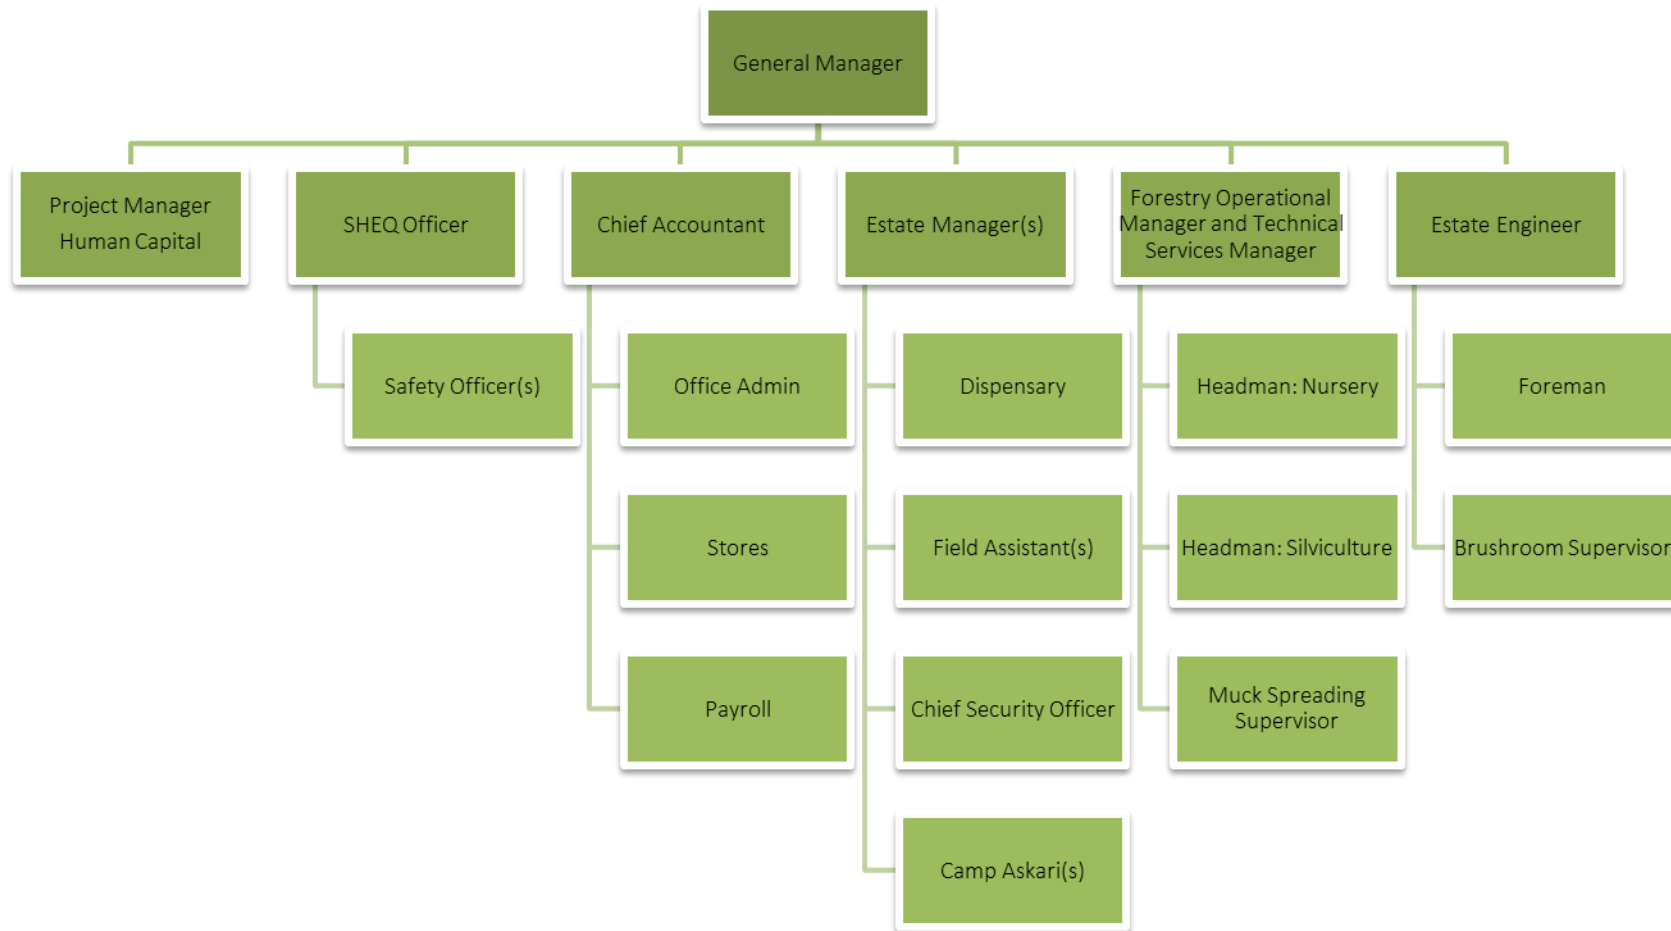 General Manager
Project Manager
Human Capital
SHEQ Officer
Chief Accountant
Estate Manager(s)
Forestry Operational
Manager and Technical
Services Manager
Estate Engineer
Safety Officer(s)
Office Admin
Dispensary
Headman: Nursery
Foreman
Stores
Field Assistant(s)
Headman: Silviculture
Brushroom Supervisor
Payroll
Chief Security Officer
Muck Spreading
Supervisor
Camp Askari(s)